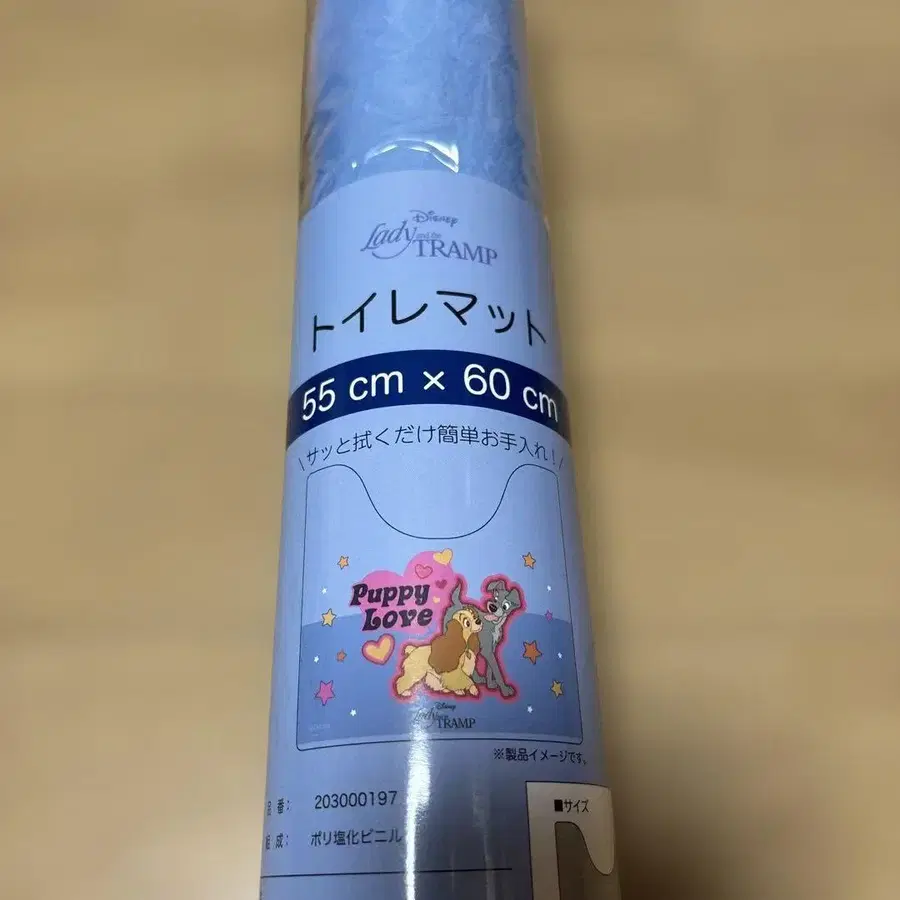 Disney
Lady and the TRAMP
トイレマット
55 cm × 60 cm
\サッと拭くだけ簡単お手入れ!/
Puppy
Love
Disney
Lady and the TRAMP
※製品イメージです。
品番: 203000197
組成: ポリ塩化ビニル
■サイズ